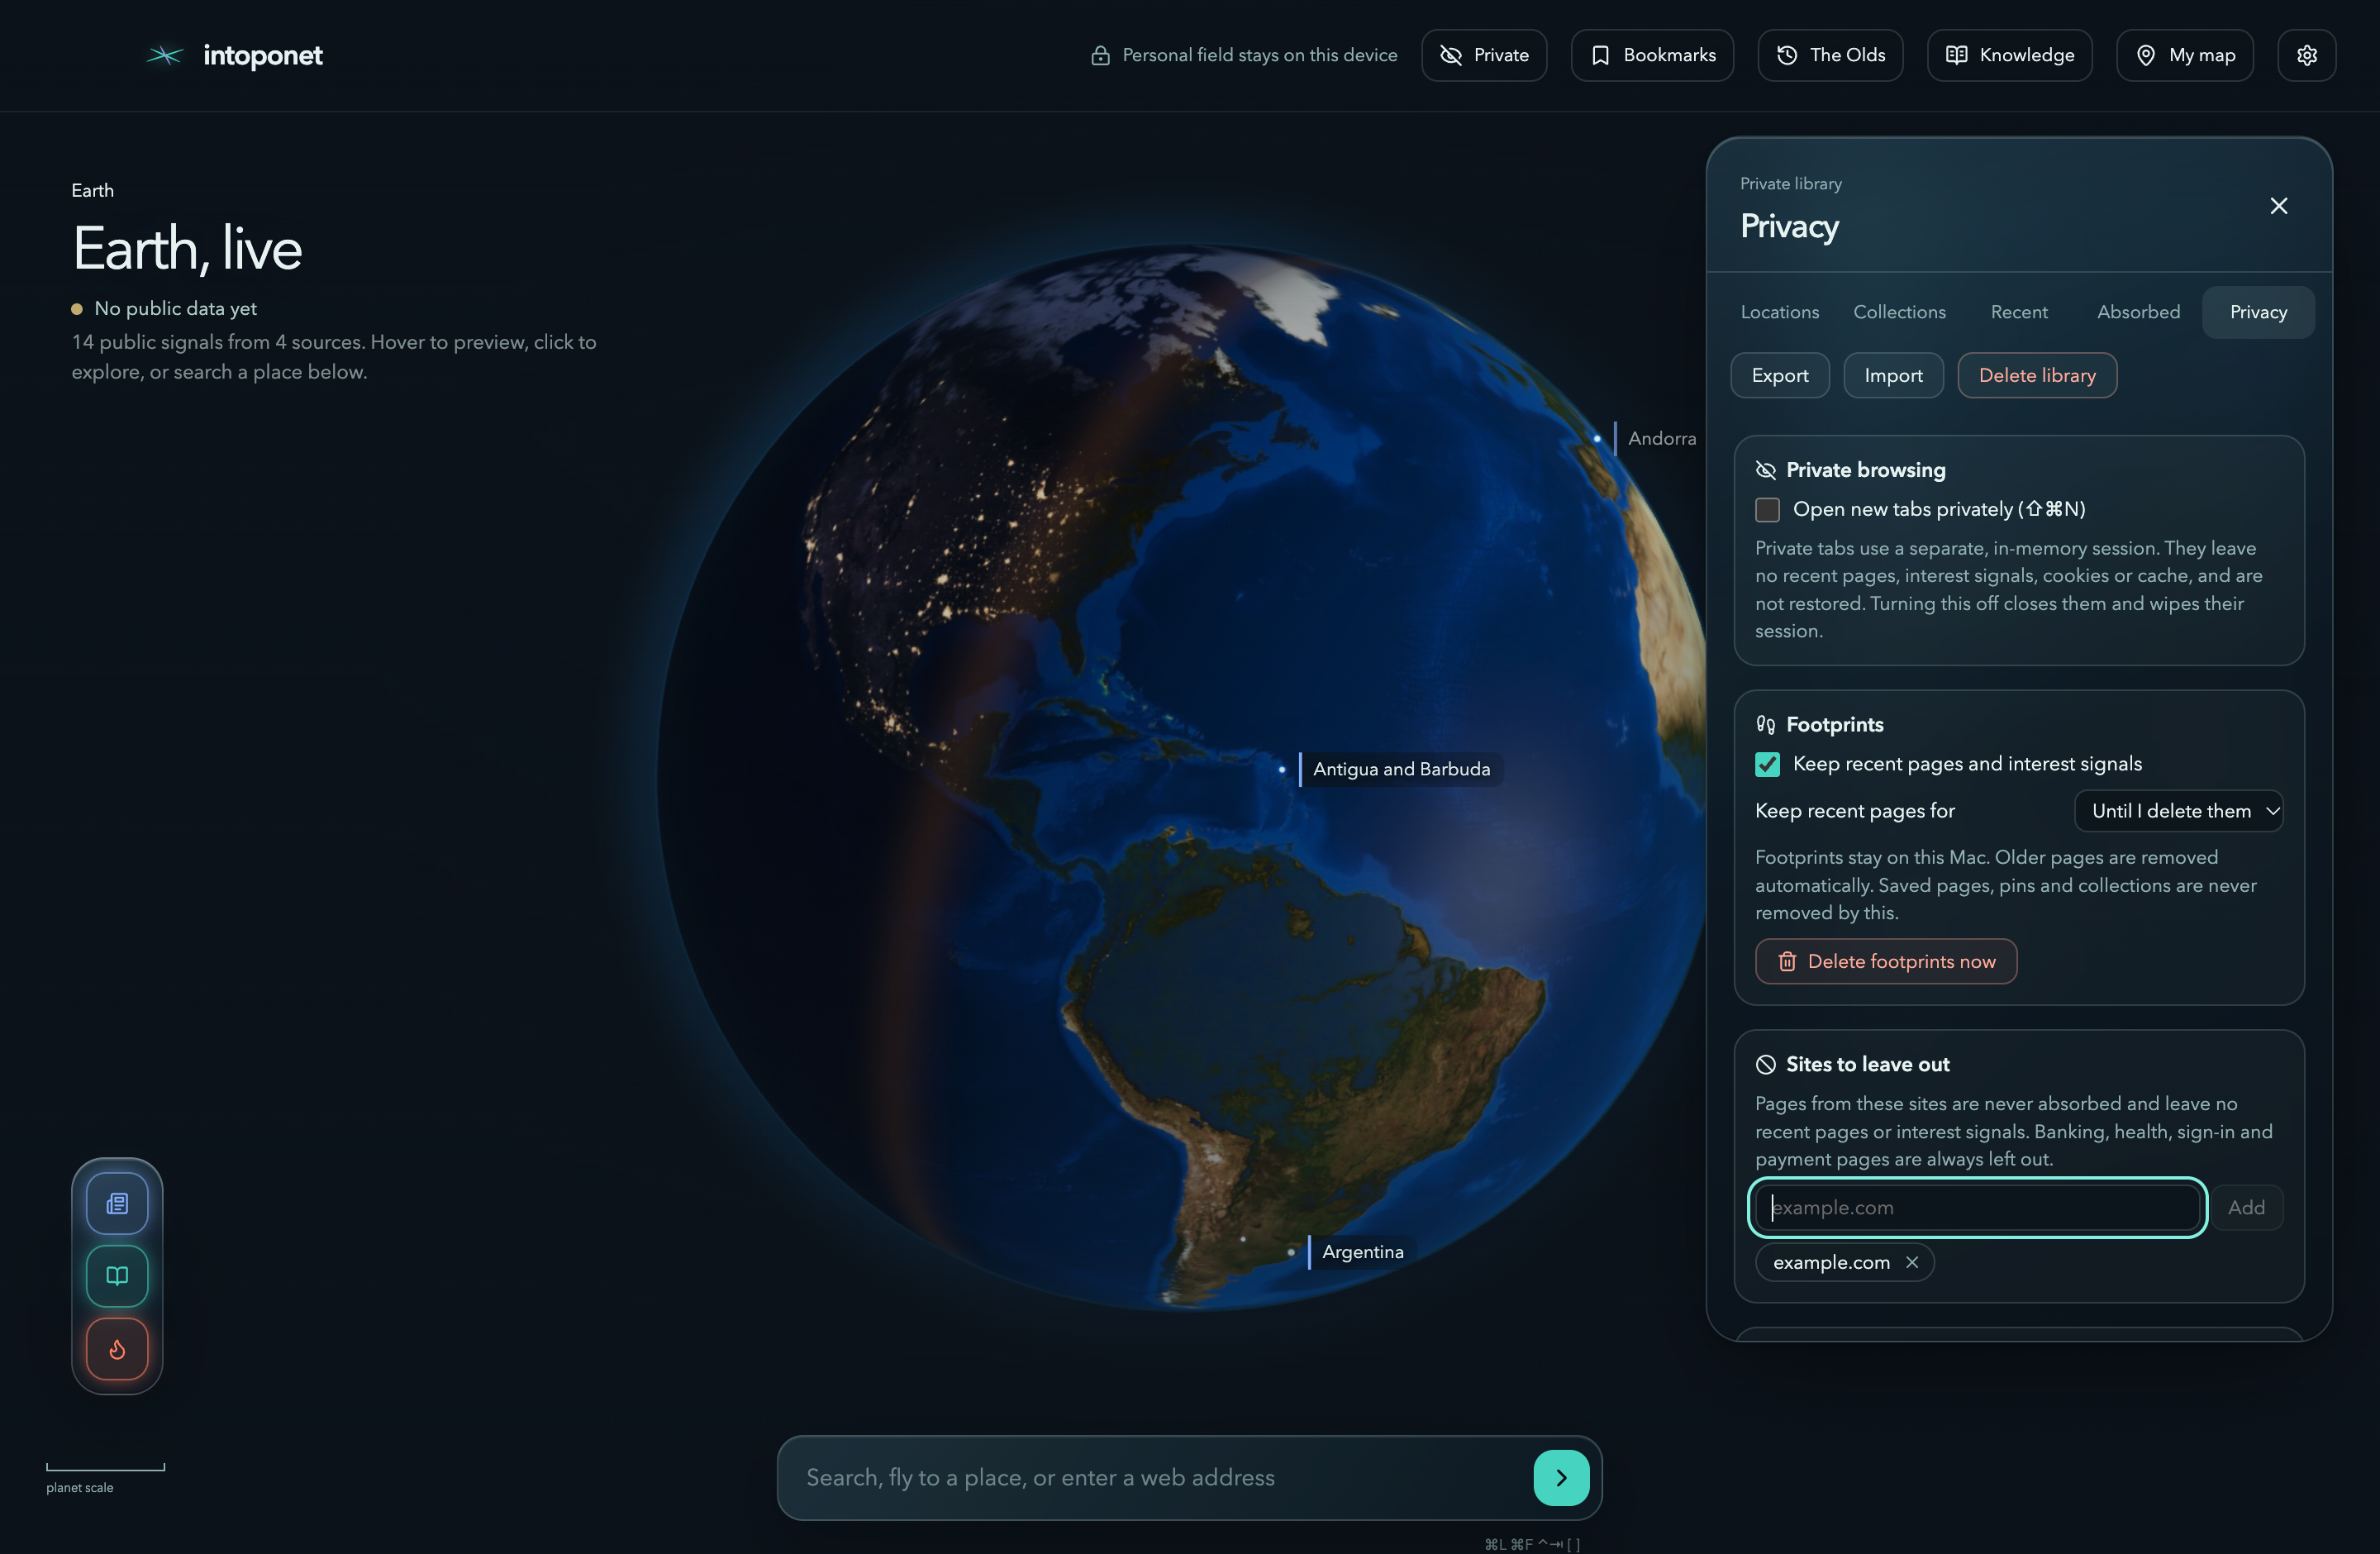 intoponet
Personal field stays on this device
Private
Bookmarks
The Olds
Knowledge
My map
Earth
Earth, live
No public data yet
14 public signals from 4 sources. Hover to preview, click to
explore, or search a place below.
Andorra
Antigua and Barbuda
Argentina
Private library
Privacy
Locations
Collections
Recent
Absorbed
Privacy
Export
Import
Delete library
Private browsing
Open new tabs privately (⇧⌘N)
Private tabs use a separate, in-memory session. They leave
no recent pages, interest signals, cookies or cache, and are
not restored. Turning this off closes them and wipes their
session.
Footprints
Keep recent pages and interest signals
Keep recent pages for
Until I delete them
Footprints stay on this Mac. Older pages are removed
automatically. Saved pages, pins and collections are never
removed by this.
Delete footprints now
Sites to leave out
Pages from these sites are never absorbed and leave no
recent pages or interest signals. Banking, health, sign-in and
payment pages are always left out.
example.com
Add
example.com
planet scale
Search, fly to a place, or enter a web address
⌘L ⌘F ^⇥ [ ]